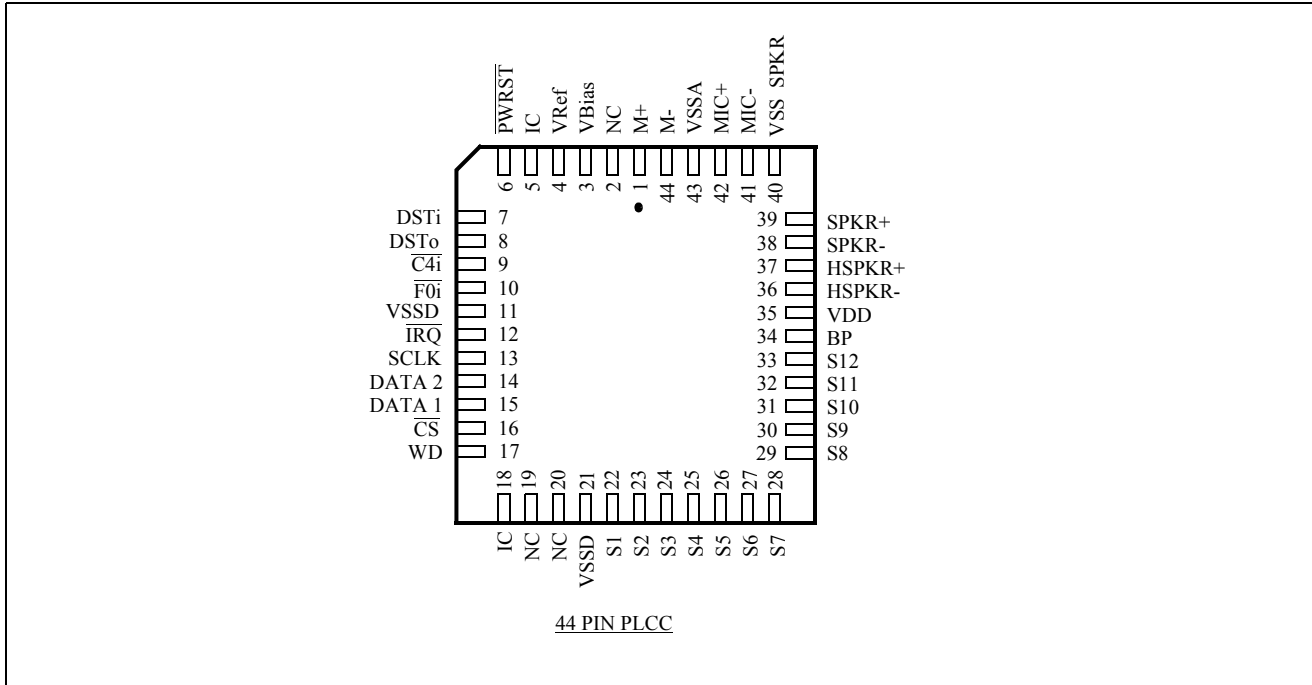 PWRST
IC
VRef
VBias
NC
M+
M-
VSSA
MIC+
MIC-
VSS SPKR
6
5
4
3
2
1
44
43
42
41
40
DSTi 7
DSTo 8
C4i 9
F0i 10
VSSD 11
IRQ 12
SCLK 13
DATA 2 14
DATA 1 15
CS 16
WD 17
39 SPKR+
38 SPKR-
37 HSPKR+
36 HSPKR-
35 VDD
34 BP
33 S12
32 S11
31 S10
30 S9
29 S8
18
19
20
21
22
23
24
25
26
27
28
IC
NC
NC
VSSD
S1
S2
S3
S4
S5
S6
S7
44 PIN PLCC